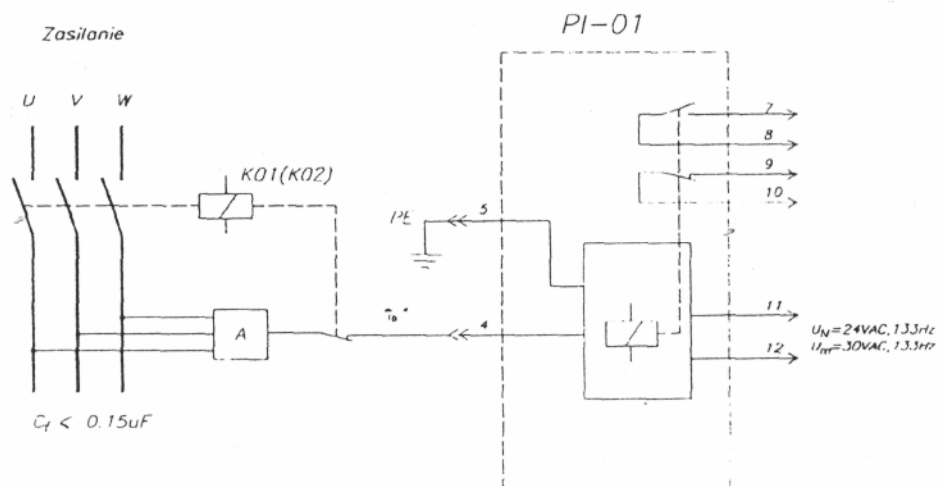 Zasilanie
PI-01
U V W
7
8
9
10
K01(K02)
PE
5
4
A
11
12
U_N=24VAC, 133Hz
U_m=30VAC, 133Hz
C_f < 0.15uF